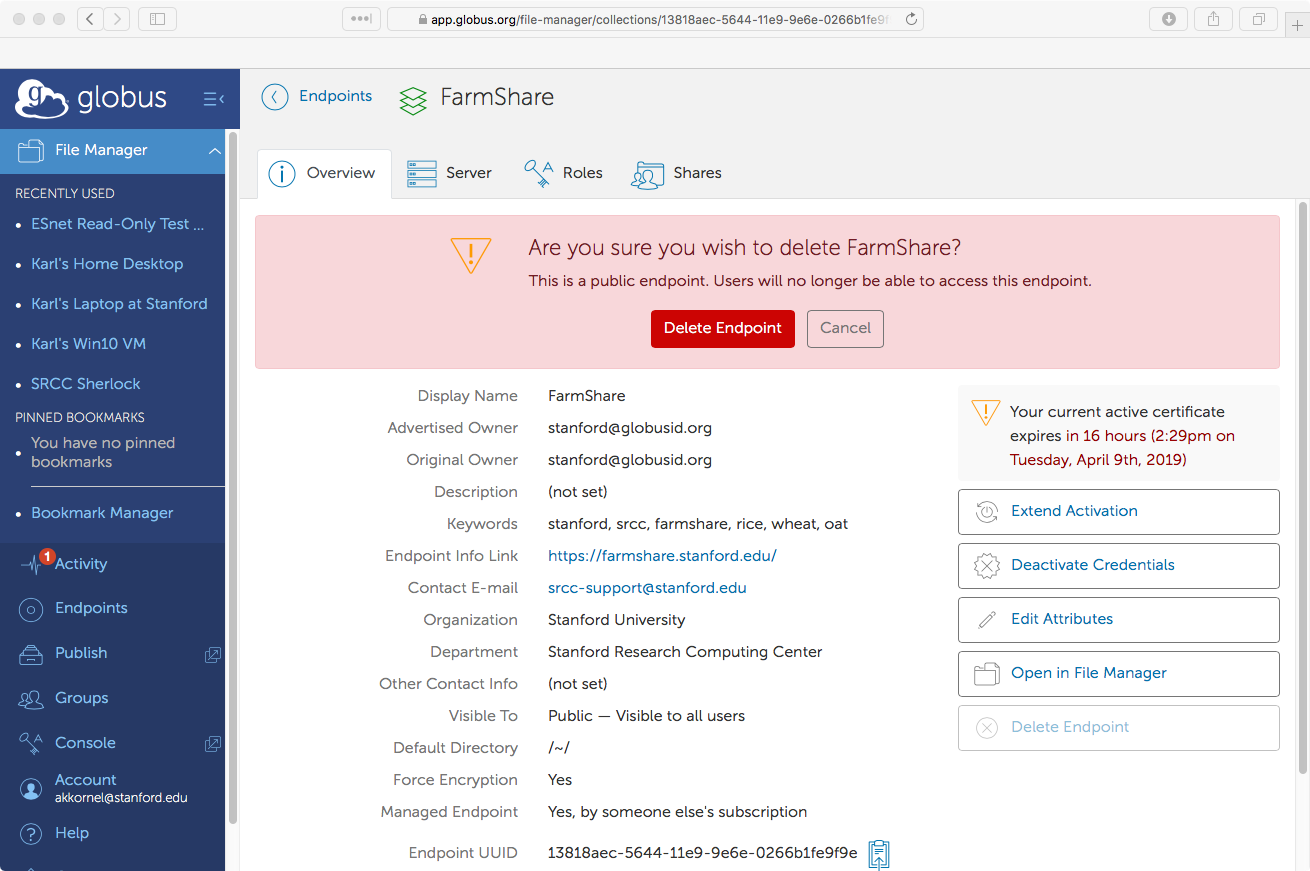 app.globus.org/file-manager/collections/13818aec-5644-11e9-9e6e-0266b1fe9f
globus
File Manager
RECENTLY USED
ESnet Read-Only Test ...
Karl's Home Desktop
Karl's Laptop at Stanford
Karl's Win10 VM
SRCC Sherlock
PINNED BOOKMARKS
You have no pinned
bookmarks
Bookmark Manager
1
Activity
Endpoints
Publish
Groups
Console
Account
akkornel@stanford.edu
Help
Endpoints
FarmShare
Overview
Server
Roles
Shares
Are you sure you wish to delete FarmShare?
This is a public endpoint. Users will no longer be able to access this endpoint.
Delete Endpoint
Cancel
Display Name FarmShare
Advertised Owner stanford@globusid.org
Original Owner stanford@globusid.org
Description (not set)
Keywords stanford, srcc, farmshare, rice, wheat, oat
Endpoint Info Link https://farmshare.stanford.edu/
Contact E-mail srcc-support@stanford.edu
Organization Stanford University
Department Stanford Research Computing Center
Other Contact Info (not set)
Visible To Public — Visible to all users
Default Directory /~/
Force Encryption Yes
Managed Endpoint Yes, by someone else's subscription
Endpoint UUID 13818aec-5644-11e9-9e6e-0266b1fe9f9e
Your current active certificate
expires in 16 hours (2:29pm on
Tuesday, April 9th, 2019)
Extend Activation
Deactivate Credentials
Edit Attributes
Open in File Manager
Delete Endpoint